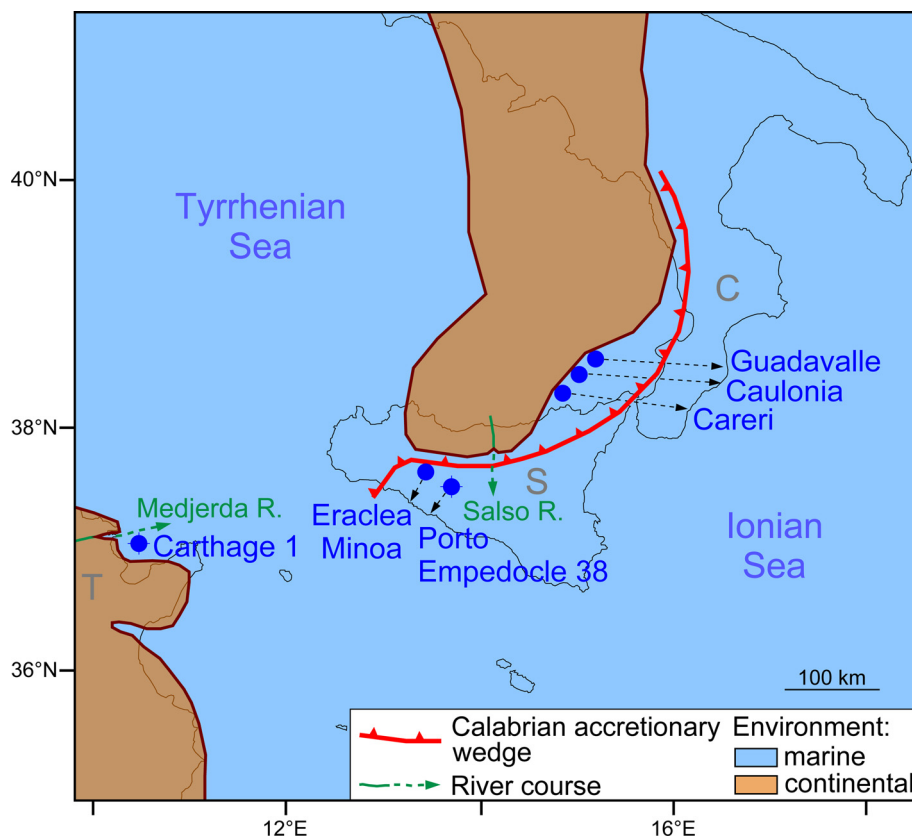 40°N
38°N
36°N
12°E
16°E
Tyrrhenian
Sea
C
Guadavalle
Caulonia
Careri
S
Medjerda R.
Carthage 1
T
Eraclea
Minoa
Porto
Empedocle 38
Salso R.
Ionian
Sea
100 km
Calabrian accretionary
wedge
River course
Environment:
marine
continental